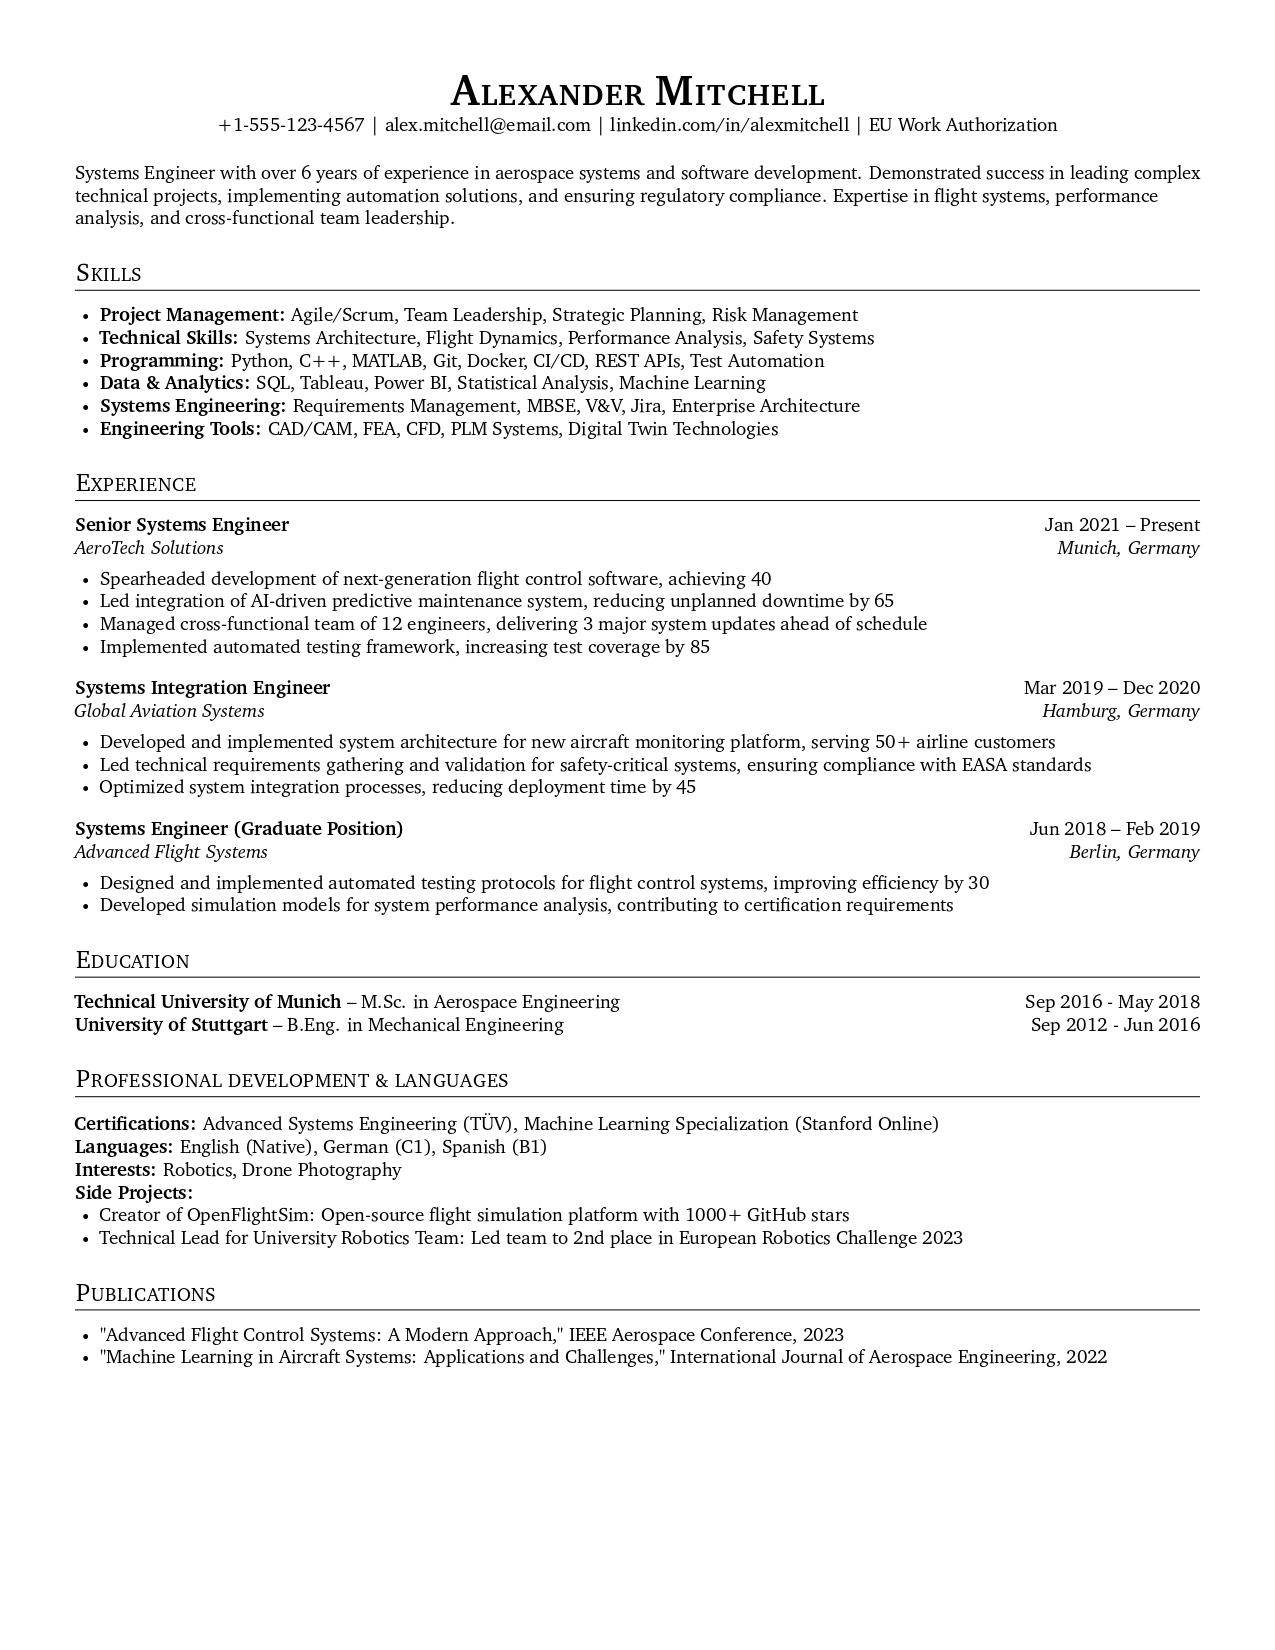 Alexander Mitchell
+1-555-123-4567 | alex.mitchell@email.com | linkedin.com/in/alexmitchell | EU Work Authorization
Systems Engineer with over 6 years of experience in aerospace systems and software development. Demonstrated success in leading complex
technical projects, implementing automation solutions, and ensuring regulatory compliance. Expertise in flight systems, performance
analysis, and cross-functional team leadership.
Skills
• Project Management: Agile/Scrum, Team Leadership, Strategic Planning, Risk Management
• Technical Skills: Systems Architecture, Flight Dynamics, Performance Analysis, Safety Systems
• Programming: Python, C++, MATLAB, Git, Docker, CI/CD, REST APIs, Test Automation
• Data & Analytics: SQL, Tableau, Power BI, Statistical Analysis, Machine Learning
• Systems Engineering: Requirements Management, MBSE, V&V, Jira, Enterprise Architecture
• Engineering Tools: CAD/CAM, FEA, CFD, PLM Systems, Digital Twin Technologies
Experience
Senior Systems Engineer Jan 2021 – Present
AeroTech Solutions Munich, Germany
• Spearheaded development of next-generation flight control software, achieving 40
• Led integration of AI-driven predictive maintenance system, reducing unplanned downtime by 65
• Managed cross-functional team of 12 engineers, delivering 3 major system updates ahead of schedule
• Implemented automated testing framework, increasing test coverage by 85
Systems Integration Engineer Mar 2019 – Dec 2020
Global Aviation Systems Hamburg, Germany
• Developed and implemented system architecture for new aircraft monitoring platform, serving 50+ airline customers
• Led technical requirements gathering and validation for safety-critical systems, ensuring compliance with EASA standards
• Optimized system integration processes, reducing deployment time by 45
Systems Engineer (Graduate Position) Jun 2018 – Feb 2019
Advanced Flight Systems Berlin, Germany
• Designed and implemented automated testing protocols for flight control systems, improving efficiency by 30
• Developed simulation models for system performance analysis, contributing to certification requirements
Education
Technical University of Munich – M.Sc. in Aerospace Engineering Sep 2016 - May 2018
University of Stuttgart – B.Eng. in Mechanical Engineering Sep 2012 - Jun 2016
Professional development & languages
Certifications: Advanced Systems Engineering (TÜV), Machine Learning Specialization (Stanford Online)
Languages: English (Native), German (C1), Spanish (B1)
Interests: Robotics, Drone Photography
Side Projects:
• Creator of OpenFlightSim: Open-source flight simulation platform with 1000+ GitHub stars
• Technical Lead for University Robotics Team: Led team to 2nd place in European Robotics Challenge 2023
Publications
• "Advanced Flight Control Systems: A Modern Approach," IEEE Aerospace Conference, 2023
• "Machine Learning in Aircraft Systems: Applications and Challenges," International Journal of Aerospace Engineering, 2022